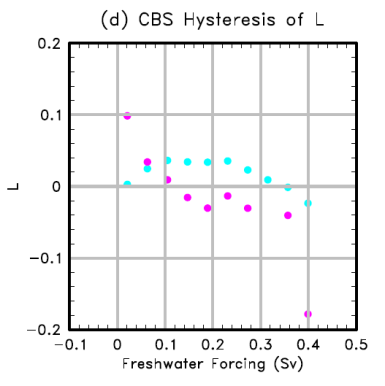 (d) CBS Hysteresis of L
0.2
0.1
0
-0.1
-0.2
L
-0.1 0 0.1 0.2 0.3 0.4 0.5
Freshwater Forcing (Sv)